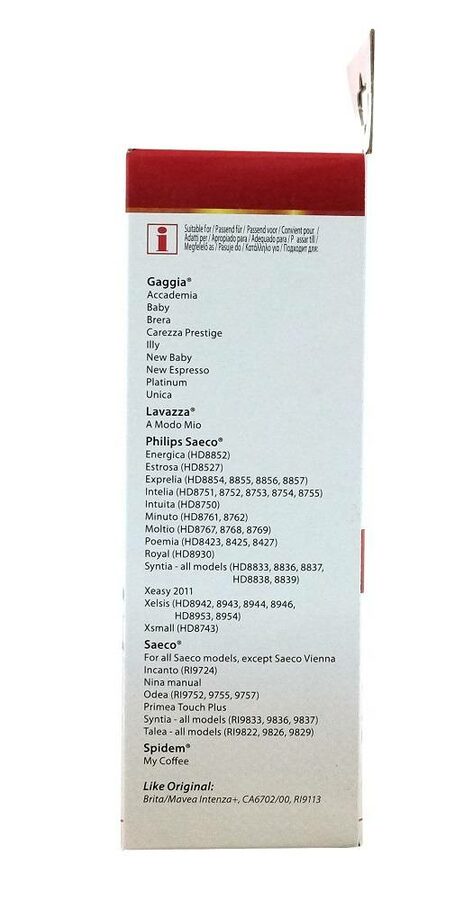 i
Suitable for / Passend für / Passend voor / Convient pour /
Adatti per / Apropiado para / Adequado para / P assar till /
Megfelelő as / Pasuje do / Κατάλληλο για / Подходит для:
Gaggia®
Accademia
Baby
Brera
Carezza Prestige
Illy
New Baby
New Espresso
Platinum
Unica
Lavazza®
A Modo Mio
Philips Saeco®
Energica (HD8852)
Estrosa (HD8527)
Exprelia (HD8854, 8855, 8856, 8857)
Intelia (HD8751, 8752, 8753, 8754, 8755)
Intuita (HD8750)
Minuto (HD8761, 8762)
Moltio (HD8767, 8768, 8769)
Poemia (HD8423, 8425, 8427)
Royal (HD8930)
Syntia - all models (HD8833, 8836, 8837,
HD8838, 8839)
Xeasy 2011
Xelsis (HD8942, 8943, 8944, 8946,
HD8953, 8954)
Xsmall (HD8743)
Saeco®
For all Saeco models, except Saeco Vienna
Incanto (RI9724)
Nina manual
Odea (RI9752, 9755, 9757)
Primea Touch Plus
Syntia - all models (RI9833, 9836, 9837)
Talea - all models (RI9822, 9826, 9829)
Spidem®
My Coffee
Like Original:
Brita/Mavea Intenza+, CA6702/00, RI9113